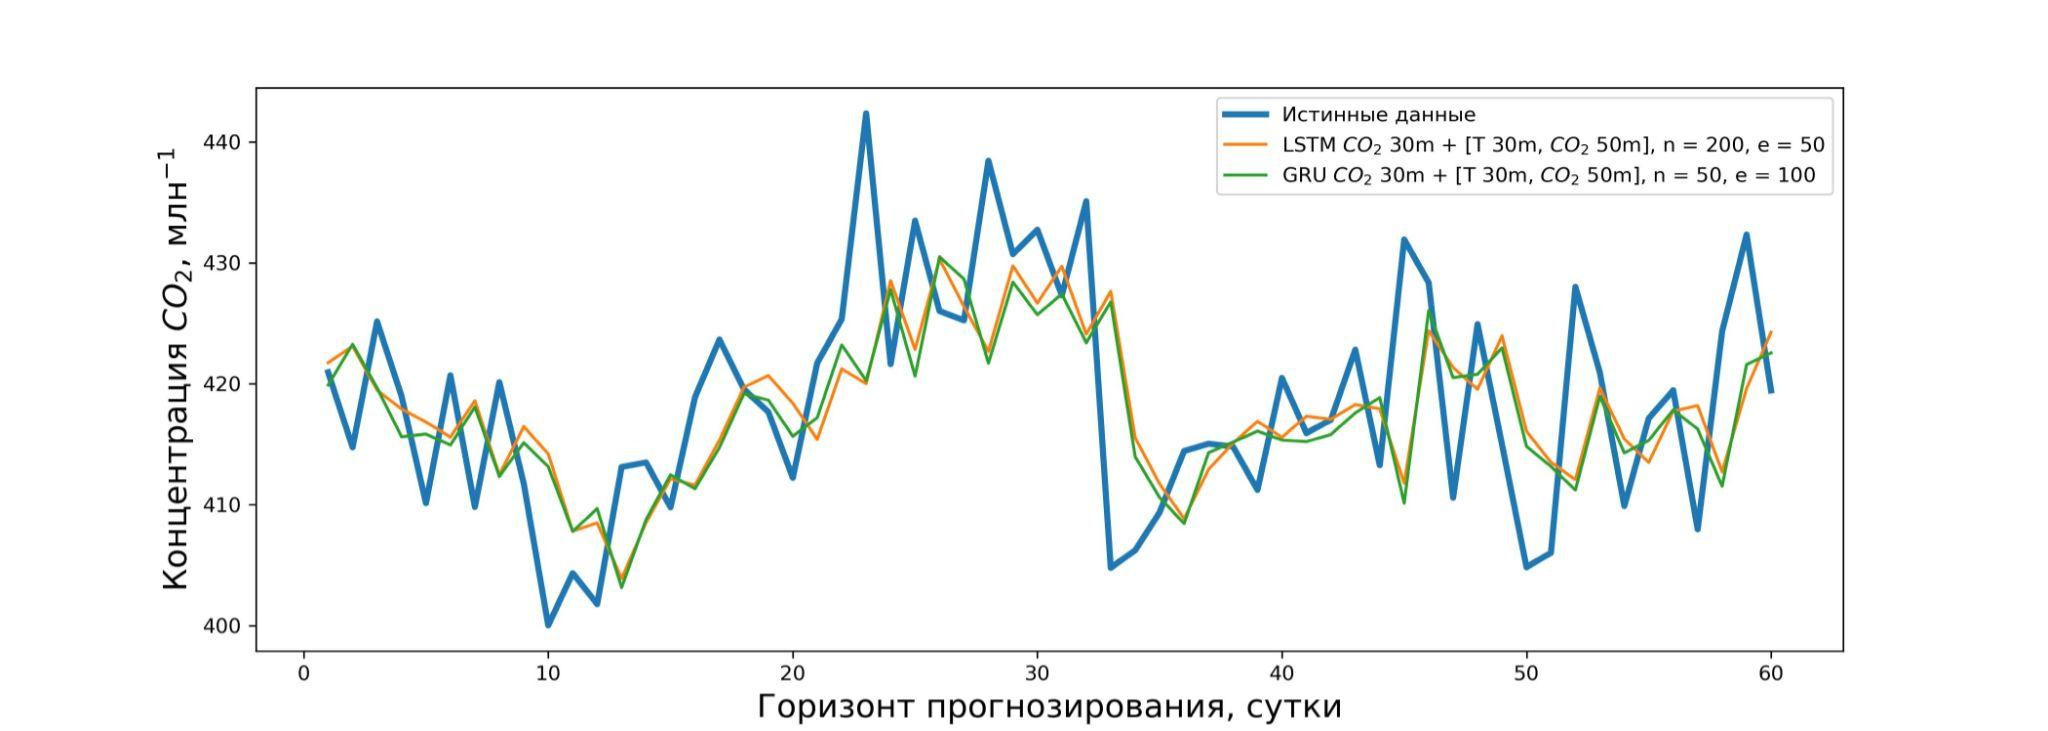 Концентрация CO₂, млн⁻¹
440
430
420
410
400
Истинные данные
LSTM CO₂ 30m + [T 30m, CO₂ 50m], n = 200, e = 50
GRU CO₂ 30m + [T 30m, CO₂ 50m], n = 50, e = 100
0 10 20 30 40 50 60
Горизонт прогнозирования, сутки